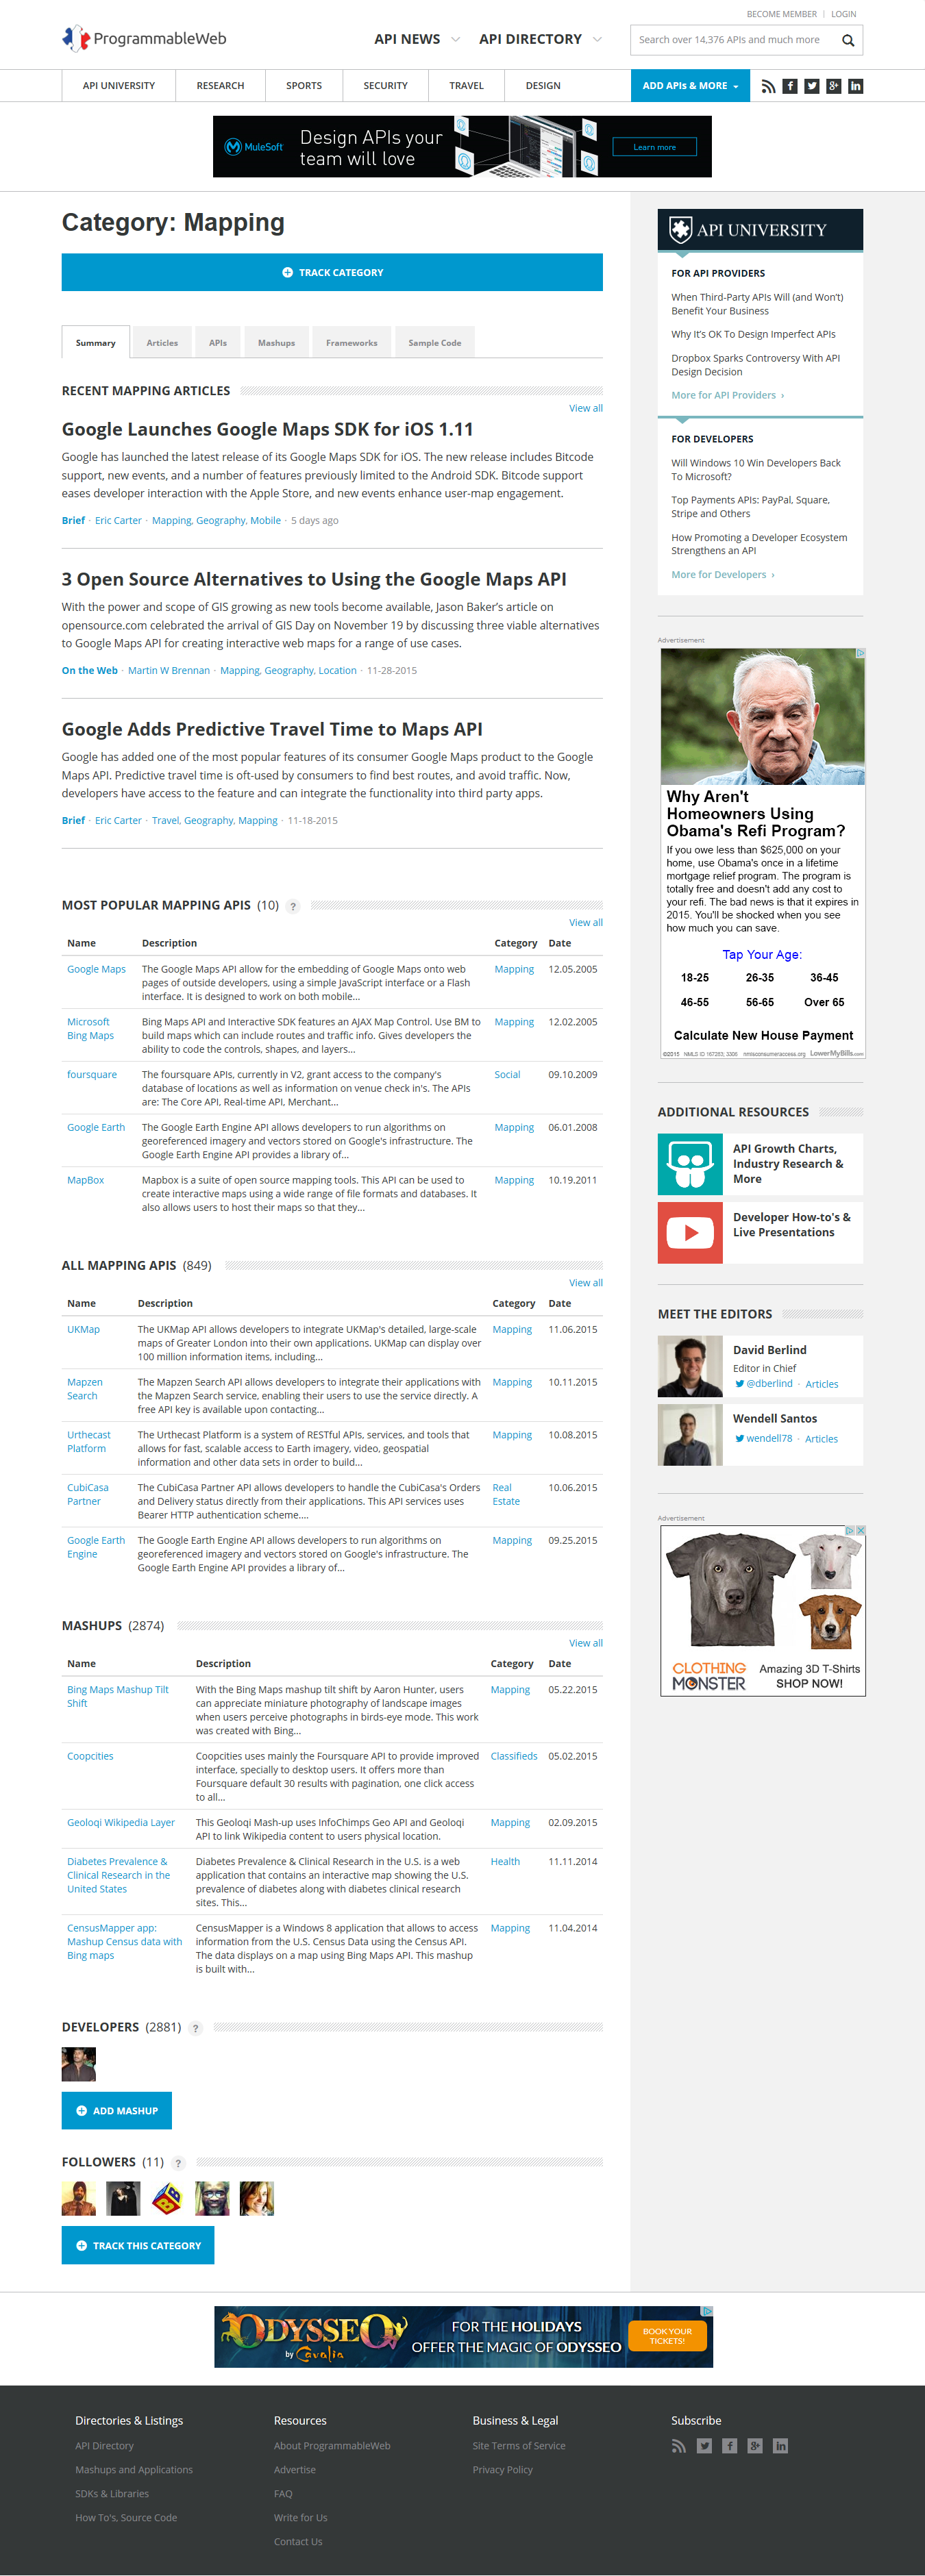 BECOME MEMBER | LOGIN
ProgrammableWeb
API NEWS
API DIRECTORY
Search over 14,376 APIs and much more
API UNIVERSITY
RESEARCH
SPORTS
SECURITY
TRAVEL
DESIGN
ADD APIs & MORE
MuleSoft
Design APIs your
team will love
Learn more
Category: Mapping
TRACK CATEGORY
Summary
Articles
APIs
Mashups
Frameworks
Sample Code
RECENT MAPPING ARTICLES
View all
Google Launches Google Maps SDK for iOS 1.11
Google has launched the latest release of its Google Maps SDK for iOS. The new release includes Bitcode
support, new events, and a number of features previously limited to the Android SDK. Bitcode support
eases developer interaction with the Apple Store, and new events enhance user-map engagement.
Brief · Eric Carter · Mapping, Geography, Mobile · 5 days ago
3 Open Source Alternatives to Using the Google Maps API
With the power and scope of GIS growing as new tools become available, Jason Baker’s article on
opensource.com celebrated the arrival of GIS Day on November 19 by discussing three viable alternatives
to Google Maps API for creating interactive web maps for a range of use cases.
On the Web · Martin W Brennan · Mapping, Geography, Location · 11-28-2015
Google Adds Predictive Travel Time to Maps API
Google has added one of the most popular features of its consumer Google Maps product to the Google
Maps API. Predictive travel time is oft-used by consumers to find best routes, and avoid traffic. Now,
developers have access to the feature and can integrate the functionality into third party apps.
Brief · Eric Carter · Travel, Geography, Mapping · 11-18-2015
MOST POPULAR MAPPING APIS (10) ?
View all
Name Description Category Date
Google Maps The Google Maps API allow for the embedding of Google Maps onto web Mapping 12.05.2005
pages of outside developers, using a simple JavaScript interface or a Flash
interface. It is designed to work on both mobile...
Microsoft Bing Maps API and Interactive SDK features an AJAX Map Control. Use BM to Mapping 12.02.2005
Bing Maps build maps which can include routes and traffic info. Gives developers the
ability to code the controls, shapes, and layers...
foursquare The foursquare APIs, currently in V2, grant access to the company's Social 09.10.2009
database of locations as well as information on venue check in's. The APIs
are: The Core API, Real-time API, Merchant...
Google Earth The Google Earth Engine API allows developers to run algorithms on Mapping 06.01.2008
georeferenced imagery and vectors stored on Google's infrastructure. The
Google Earth Engine API provides a library of...
MapBox Mapbox is a suite of open source mapping tools. This API can be used to Mapping 10.19.2011
create interactive maps using a wide range of file formats and databases. It
also allows users to host their maps so that they...
ALL MAPPING APIS (849)
View all
Name Description Category Date
UKMap The UKMap API allows developers to integrate UKMap's detailed, large-scale Mapping 11.06.2015
maps of Greater London into their own applications. UKMap can display over
100 million information items, including...
Mapzen The Mapzen Search API allows developers to integrate their applications with Mapping 10.11.2015
Search the Mapzen Search service, enabling their users to use the service directly. A
free API key is available upon contacting...
Urthecast The Urthecast Platform is a system of RESTful APIs, services, and tools that Mapping 10.08.2015
Platform allows for fast, scalable access to Earth imagery, video, geospatial
information and other data sets in order to build...
CubiCasa The CubiCasa Partner API allows developers to handle the CubiCasa's Orders Real 10.06.2015
Partner and Delivery status directly from their applications. This API services uses Estate
Bearer HTTP authentication scheme....
Google Earth The Google Earth Engine API allows developers to run algorithms on Mapping 09.25.2015
Engine georeferenced imagery and vectors stored on Google's infrastructure. The
Google Earth Engine API provides a library of...
MASHUPS (2874)
View all
Name Description Category Date
Bing Maps Mashup Tilt With the Bing Maps mashup tilt shift by Aaron Hunter, users Mapping 05.22.2015
Shift can appreciate miniature photography of landscape images
when users perceive photographs in birds-eye mode. This work
was created with Bing...
Coopcities Coopcities uses mainly the Foursquare API to provide improved Classifieds 05.02.2015
interface, specially to desktop users. It offers more than
Foursquare default 30 results with pagination, one click access
to all...
Geoloqi Wikipedia Layer This Geoloqi Mash-up uses InfoChimps Geo API and Geoloqi Mapping 02.09.2015
API to link Wikipedia content to users physical location.
Diabetes Prevalence & Diabetes Prevalence & Clinical Research in the U.S. is a web Health 11.11.2014
Clinical Research in the application that contains an interactive map showing the U.S.
United States prevalence of diabetes along with diabetes clinical research
sites. This...
CensusMapper app: CensusMapper is a Windows 8 application that allows to access Mapping 11.04.2014
Mashup Census data with information from the U.S. Census Data using the Census API.
Bing maps The data displays on a map using Bing Maps API. This mashup
is built with...
DEVELOPERS (2881) ?
ADD MASHUP
FOLLOWERS (11) ?
TRACK THIS CATEGORY
API UNIVERSITY
FOR API PROVIDERS
When Third-Party APIs Will (and Won’t)
Benefit Your Business
Why It’s OK To Design Imperfect APIs
Dropbox Sparks Controversy With API
Design Decision
More for API Providers ›
FOR DEVELOPERS
Will Windows 10 Win Developers Back
To Microsoft?
Top Payments APIs: PayPal, Square,
Stripe and Others
How Promoting a Developer Ecosystem
Strengthens an API
More for Developers ›
Advertisement
Why Aren't
Homeowners Using
Obama's Refi Program?
If you owe less than $625,000 on your
home, use Obama's once in a lifetime
mortgage relief program. The program is
totally free and doesn't add any cost to
your refi. The bad news is that it expires in
2015. You'll be shocked when you see
how much you can save.
Tap Your Age:
18-25 26-35 36-45
46-55 56-65 Over 65
Calculate New House Payment
©2015 NMLS ID 167283, 3306 nmlsconsumeraccess.org LowerMyBills.com
ADDITIONAL RESOURCES
API Growth Charts,
Industry Research &
More
Developer How-to's &
Live Presentations
MEET THE EDITORS
David Berlind
Editor in Chief
@dberlind · Articles
Wendell Santos
wendell78 · Articles
Advertisement
CLOTHING
MONSTER
Amazing 3D T-Shirts
SHOP NOW!
ODYSSEO
by Cavalia
FOR THE HOLIDAYS
OFFER THE MAGIC OF ODYSSEO
BOOK YOUR
TICKETS!
Directories & Listings
API Directory
Mashups and Applications
SDKs & Libraries
How To's, Source Code
Resources
About ProgrammableWeb
Advertise
FAQ
Write for Us
Contact Us
Business & Legal
Site Terms of Service
Privacy Policy
Subscribe